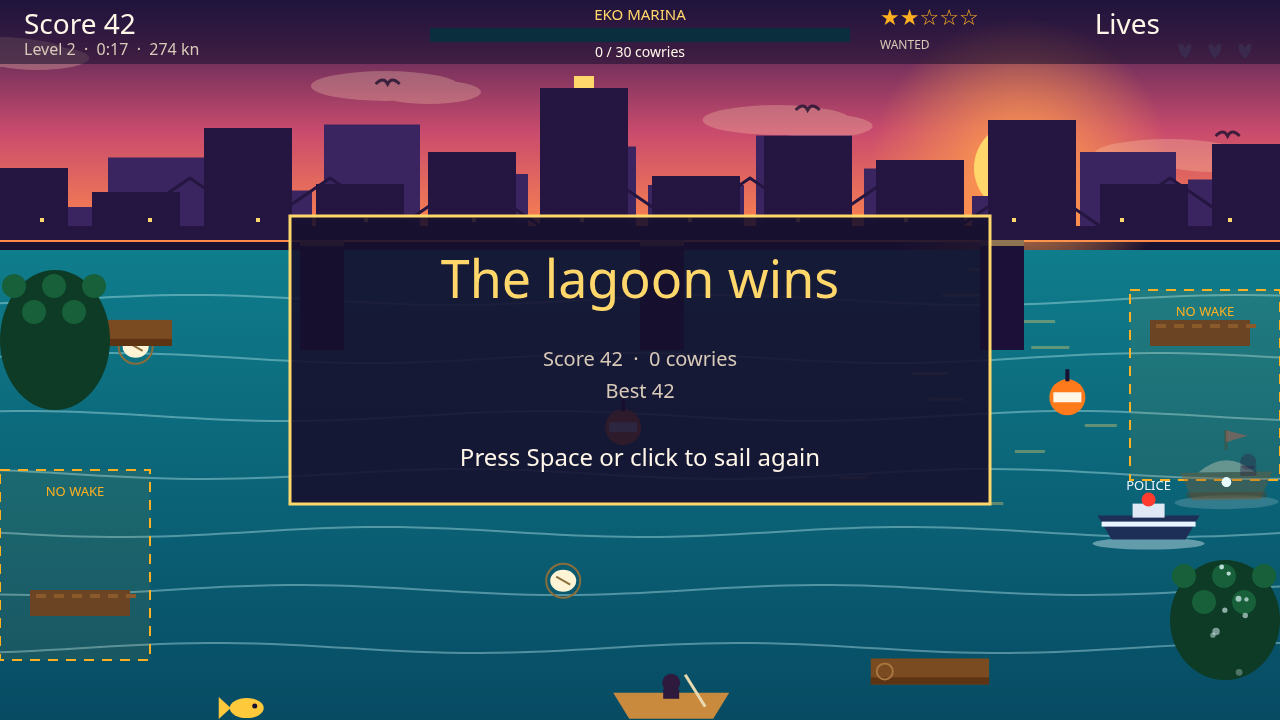 Score 42
Level 2 · 0:17 · 274 kn
EKO MARINA
0 / 30 cowries
★★☆☆☆
WANTED
Lives
♥ ♥ ♥
The lagoon wins
Score 42 · 0 cowries
Best 42
Press Space or click to sail again
NO WAKE
NO WAKE
POLICE